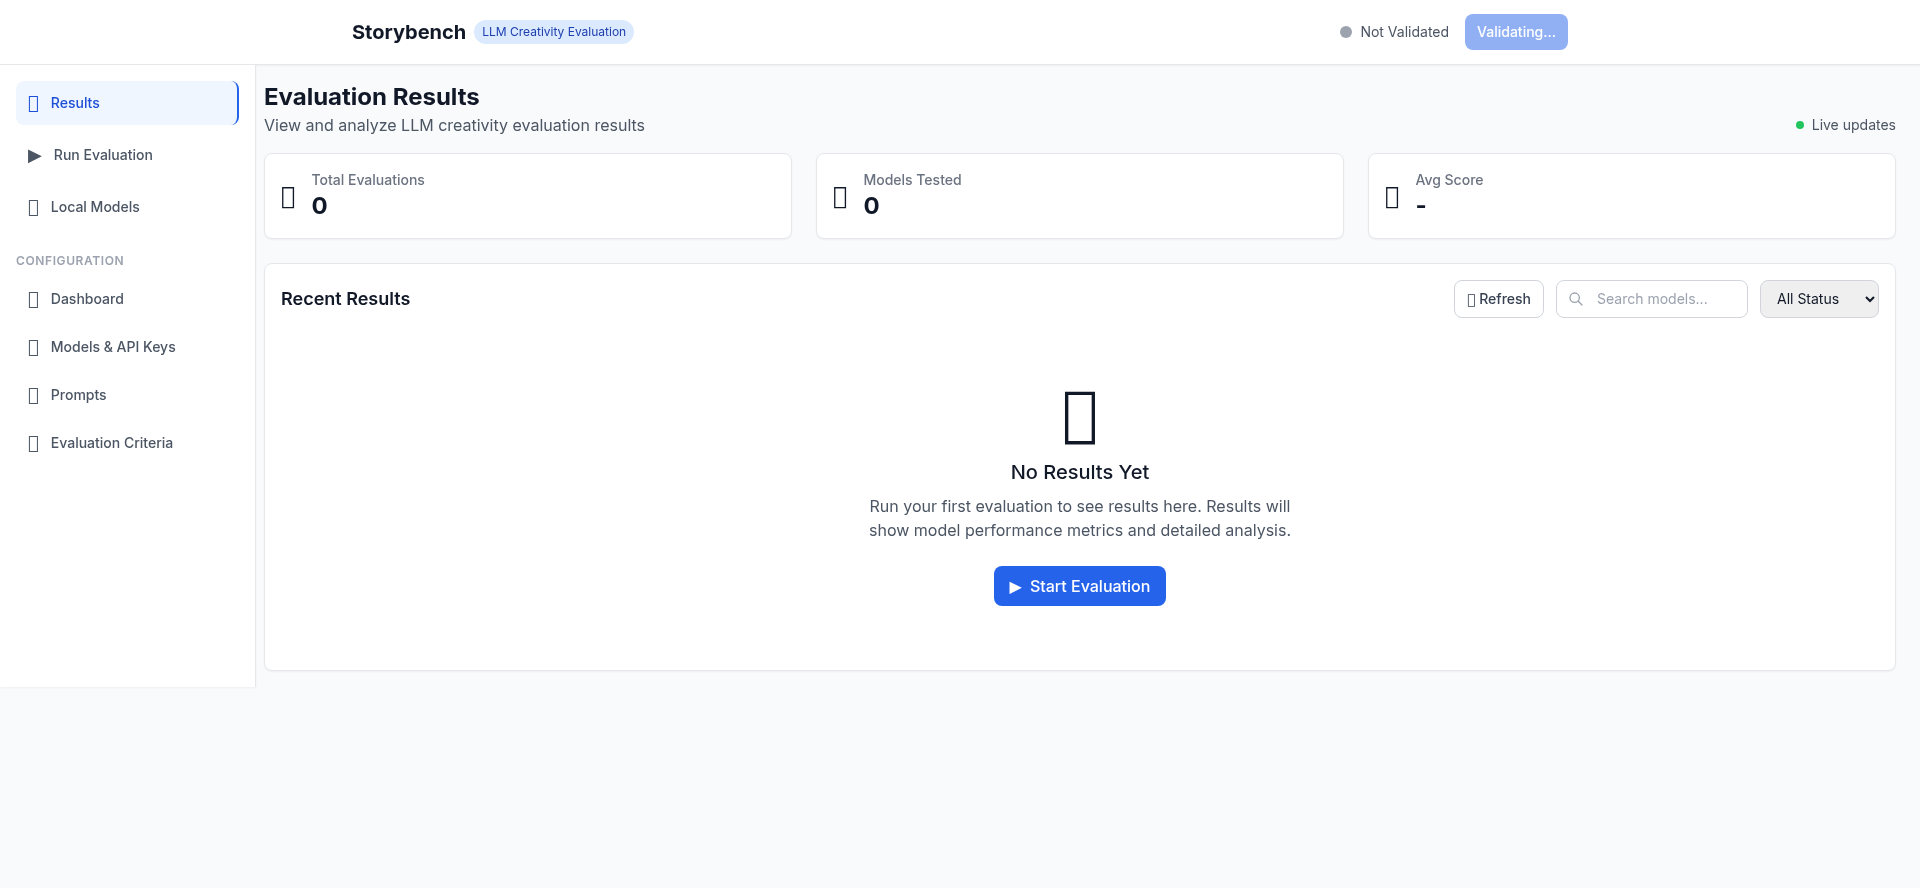 Storybench
LLM Creativity Evaluation
Not Validated
Validating...
Results
▶ Run Evaluation
Local Models
CONFIGURATION
Dashboard
Models & API Keys
Prompts
Evaluation Criteria
Evaluation Results
View and analyze LLM creativity evaluation results
Live updates
Total Evaluations
0
Models Tested
0
Avg Score
-
Recent Results
Refresh
Search models...
All Status
No Results Yet
Run your first evaluation to see results here. Results will
show model performance metrics and detailed analysis.
▶ Start Evaluation